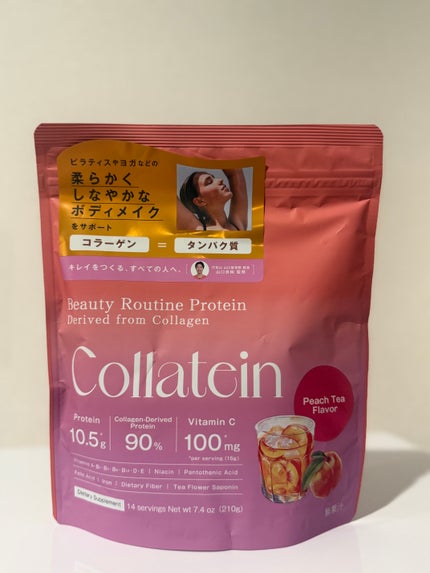 ピラティスやヨガなどの
柔らかく
しなやかな
ボディメイク
をサポート
コラーゲン = タンパク質
キレイをつくる、すべての人へ。
Beauty Routine Protein
Derived from Collagen
Collatein
Peach Tea
Flavor
Protein
10.5g*
Collagen-Derived
Protein
90%
Vitamin C
100mg*
*per serving (15g)
Niacin | Pantothenic Acid
Folic Acid | Iron | Dietary Fiber | Tea Flower Saponin
Dietary Supplement
14 servings Net wt 7.4 oz (210g)
無果汁